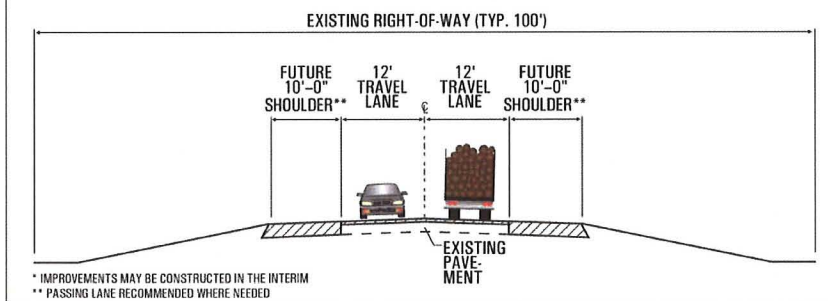 EXISTING RIGHT-OF-WAY (TYP. 100')
FUTURE
10'-0"
SHOULDER**
12'
TRAVEL
LANE
℄
12'
TRAVEL
LANE
FUTURE
10'-0"
SHOULDER**
EXISTING
PAVE-
MENT
* IMPROVEMENTS MAY BE CONSTRUCTED IN THE INTERIM
** PASSING LANE RECOMMENDED WHERE NEEDED